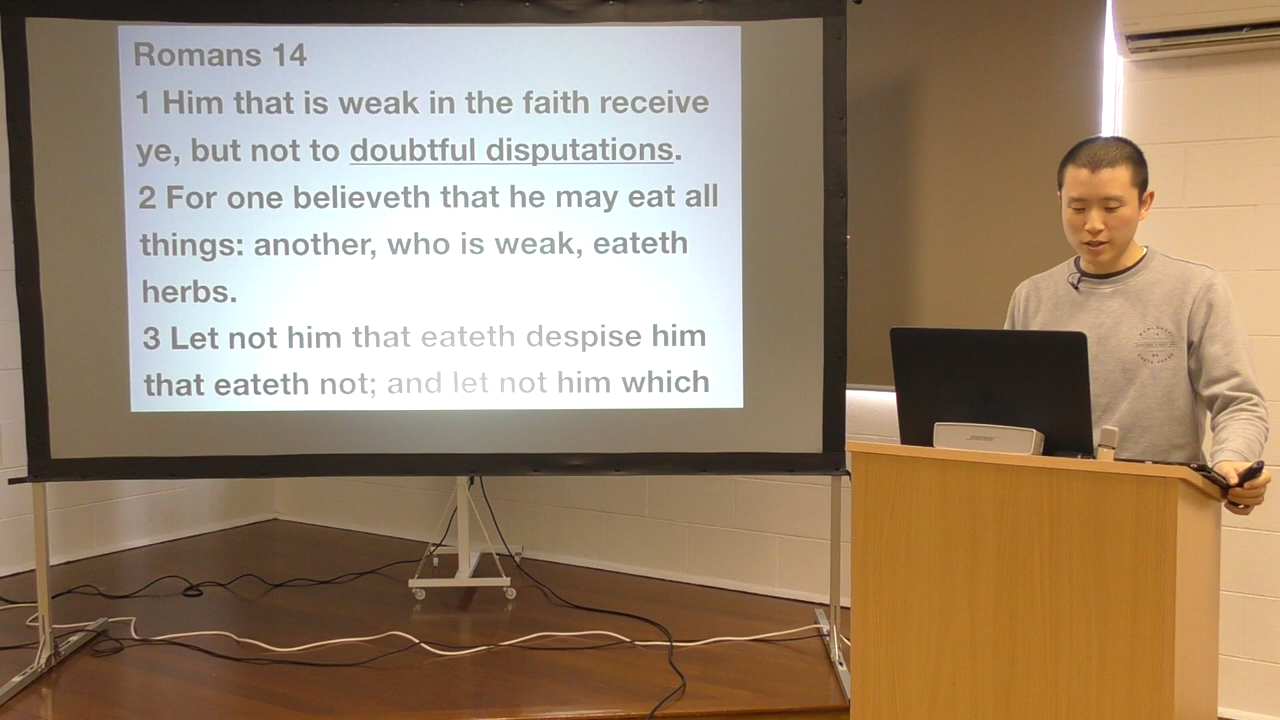 Romans 14
1 Him that is weak in the faith receive
ye, but not to doubtful disputations.
2 For one believeth that he may eat all
things: another, who is weak, eateth
herbs.
3 Let not him that eateth despise him
that eateth not; and let not him which